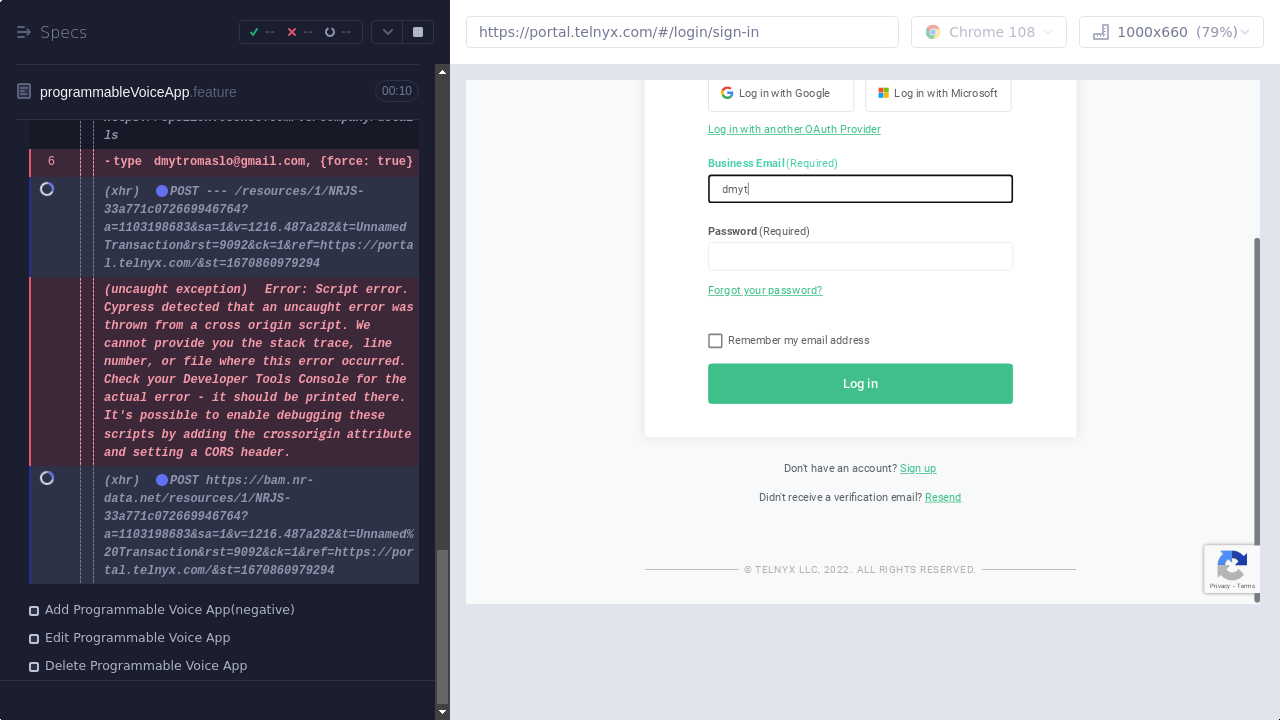 Specs
--
--
--
programmableVoiceApp.feature
00:10
ls
6
-type dmytromaslo@gmail.com, {force: true}
(xhr) POST --- /resources/1/NRJS-
33a771c072669946764?
a=1103198683&sa=1&v=1216.487a282&t=Unnamed
Transaction&rst=9092&ck=1&ref=https://porta
l.telnyx.com/&st=1670860979294
(uncaught exception) Error: Script error.
Cypress detected that an uncaught error was
thrown from a cross origin script. We
cannot provide you the stack trace, line
number, or file where this error occurred.
Check your Developer Tools Console for the
actual error - it should be printed there.
It's possible to enable debugging these
scripts by adding the crossorigin attribute
and setting a CORS header.
(xhr) POST https://bam.nr-
data.net/resources/1/NRJS-
33a771c072669946764?
a=1103198683&sa=1&v=1216.487a282&t=Unnamed%
20Transaction&rst=9092&ck=1&ref=https://por
tal.telnyx.com/&st=1670860979294
Add Programmable Voice App(negative)
Edit Programmable Voice App
Delete Programmable Voice App
https://portal.telnyx.com/#/login/sign-in
Chrome 108
1000x660 (79%)
Log in with Google
Log in with Microsoft
Log in with another OAuth Provider
Business Email (Required)
dmyt
Password (Required)
Forgot your password?
Remember my email address
Log in
Don't have an account? Sign up
Didn't receive a verification email? Resend
© TELNYX LLC, 2022. ALL RIGHTS RESERVED.
Privacy - Terms